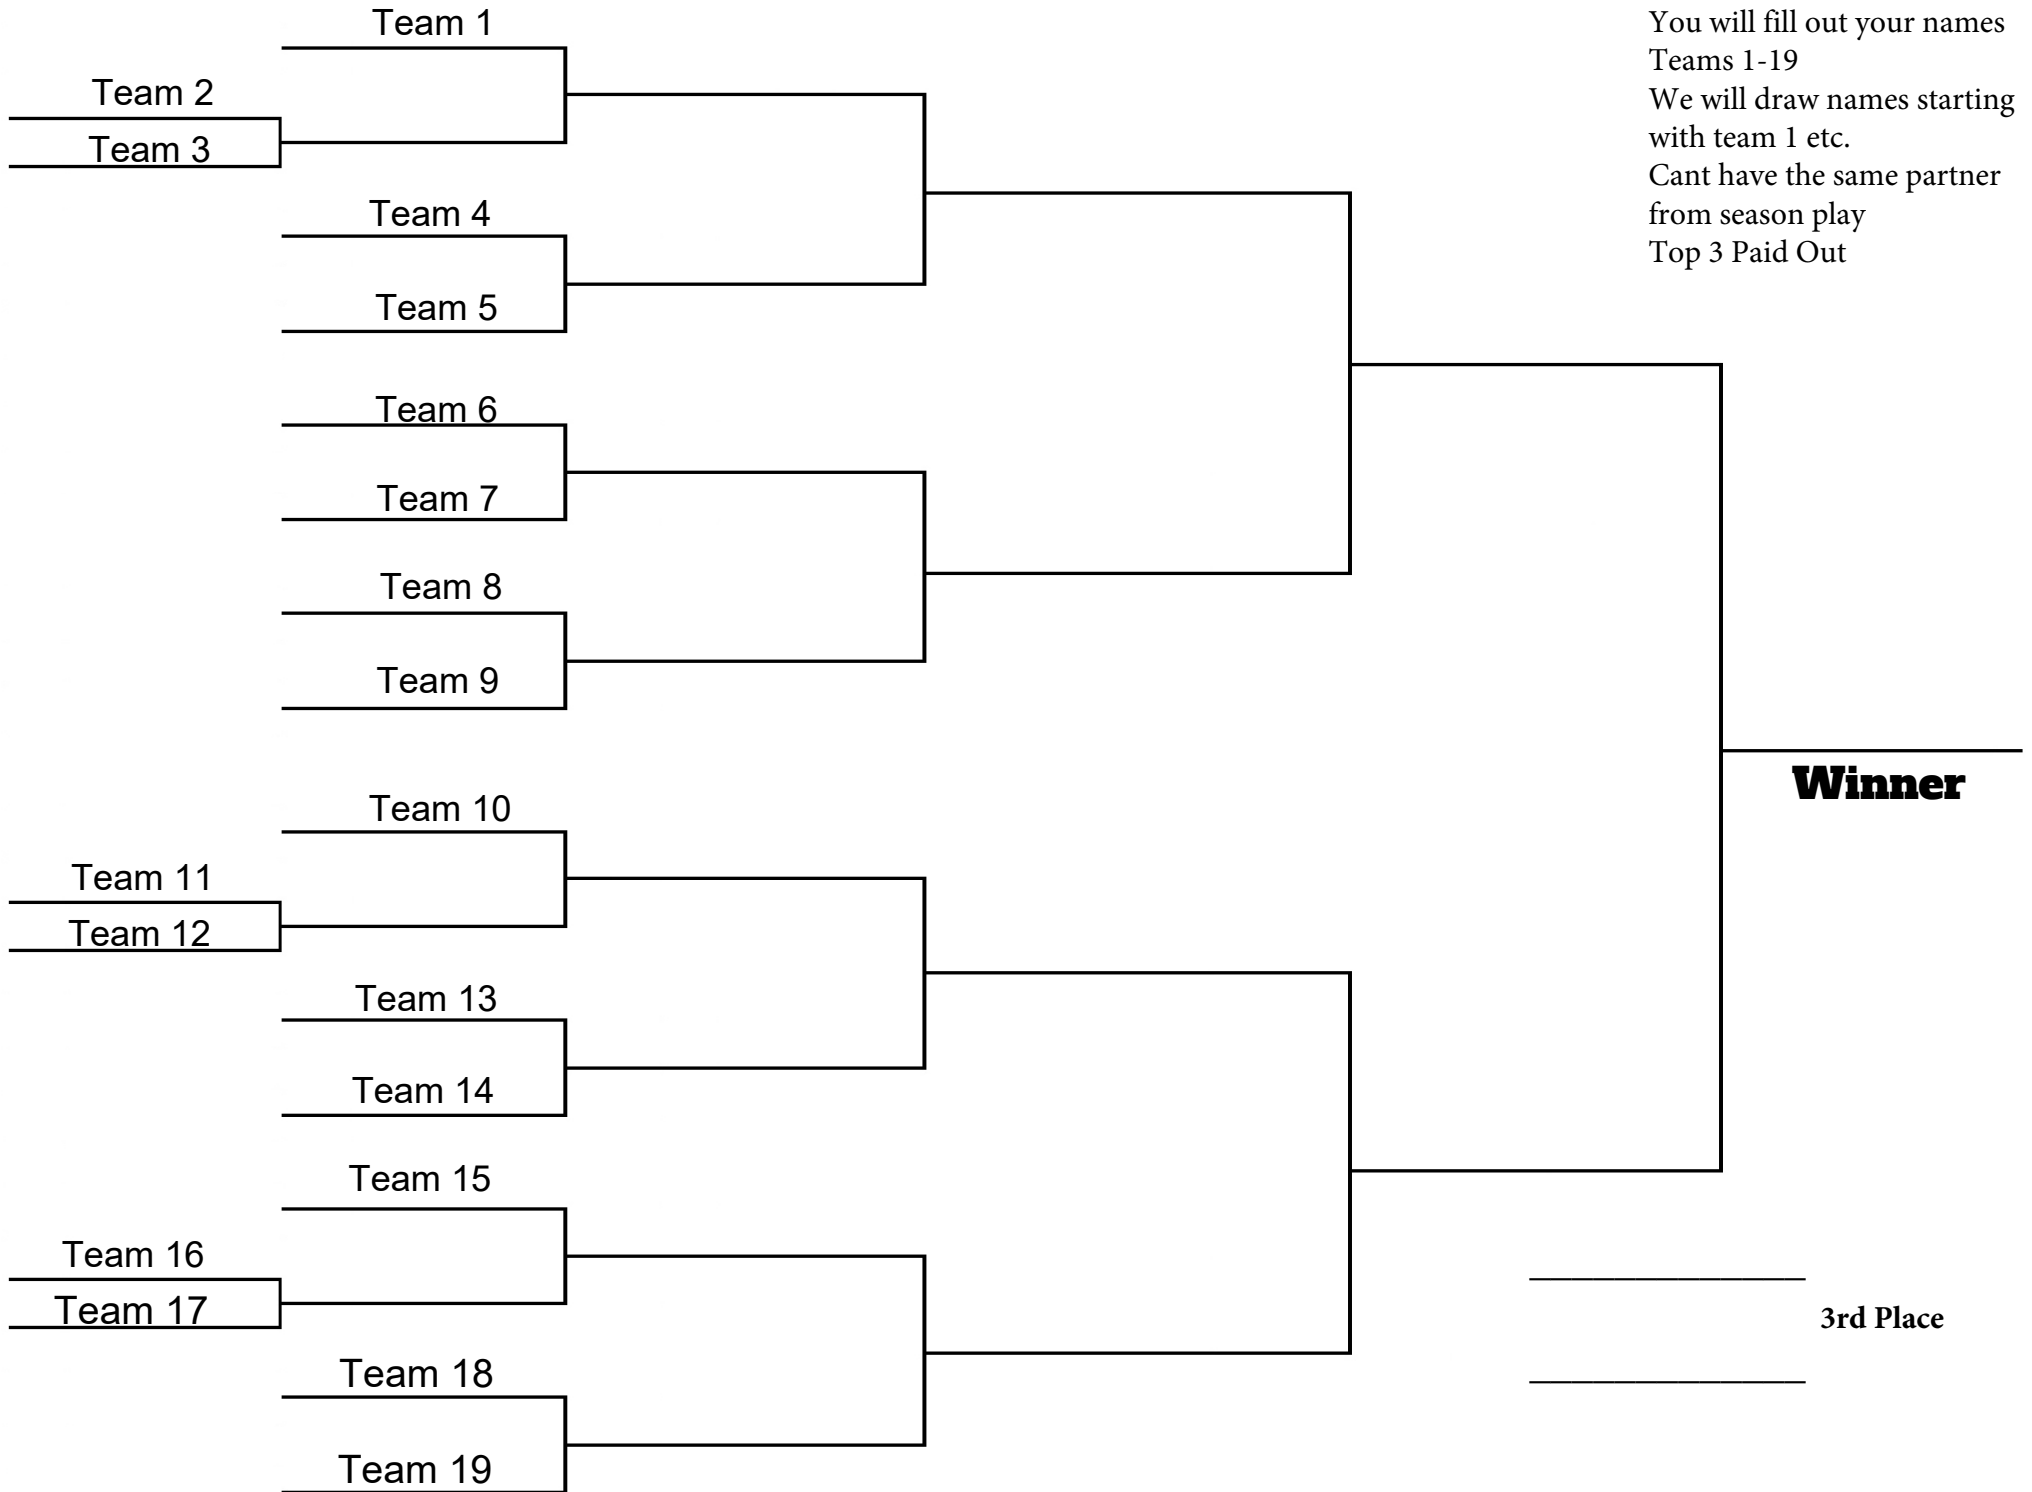 Team 1
You will fill out your names
Teams 1-19
We will draw names starting
with team 1 etc.
Cant have the same partner
from season play
Top 3 Paid Out
Team 2
Team 3
Team 4
Team 5
Team 6
Team 7
Team 8
Team 9
Winner
Team 10
Team 11
Team 12
Team 13
Team 14
Team 15
Team 16
Team 17
3rd Place
Team 18
Team 19